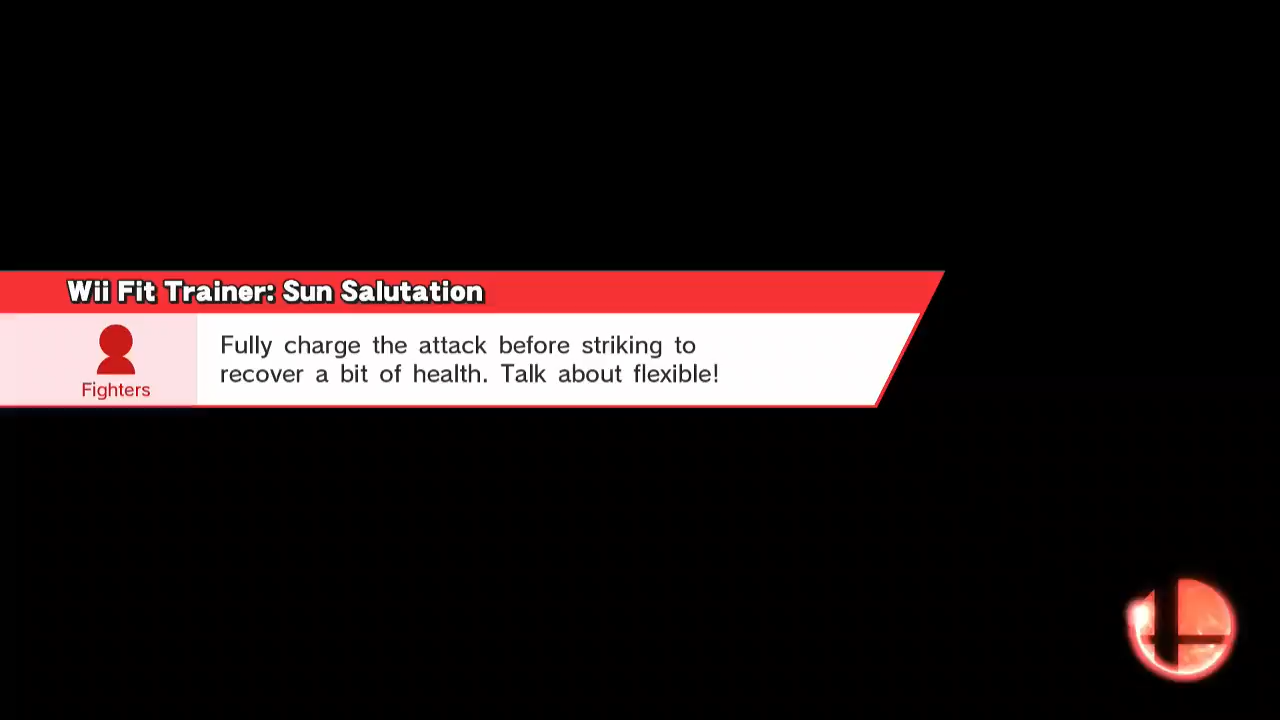 Wii Fit Trainer: Sun Salutation
Fighters
Fully charge the attack before striking to
recover a bit of health. Talk about flexible!